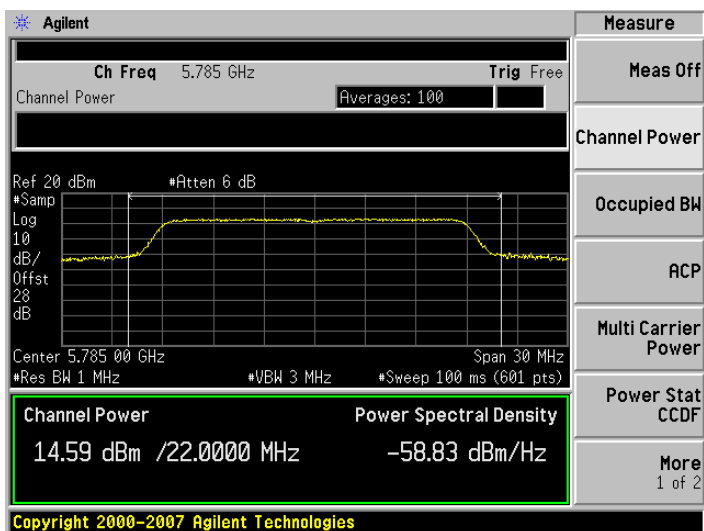 Agilent
Measure
Ch Freq 5.785 GHz Trig Free
Channel Power Averages: 100
Meas Off
Channel Power
Ref 20 dBm #Atten 6 dB
#Samp
Log
10
dB/
Offst
28
dB
Occupied BW
ACP
Multi Carrier
Power
Center 5.785 00 GHz Span 30 MHz
#Res BW 1 MHz #VBW 3 MHz #Sweep 100 ms (601 pts)
Channel Power Power Spectral Density
14.59 dBm /22.0000 MHz -58.83 dBm/Hz
Power Stat
CCDF
More
1 of 2
Copyright 2000-2007 Agilent Technologies